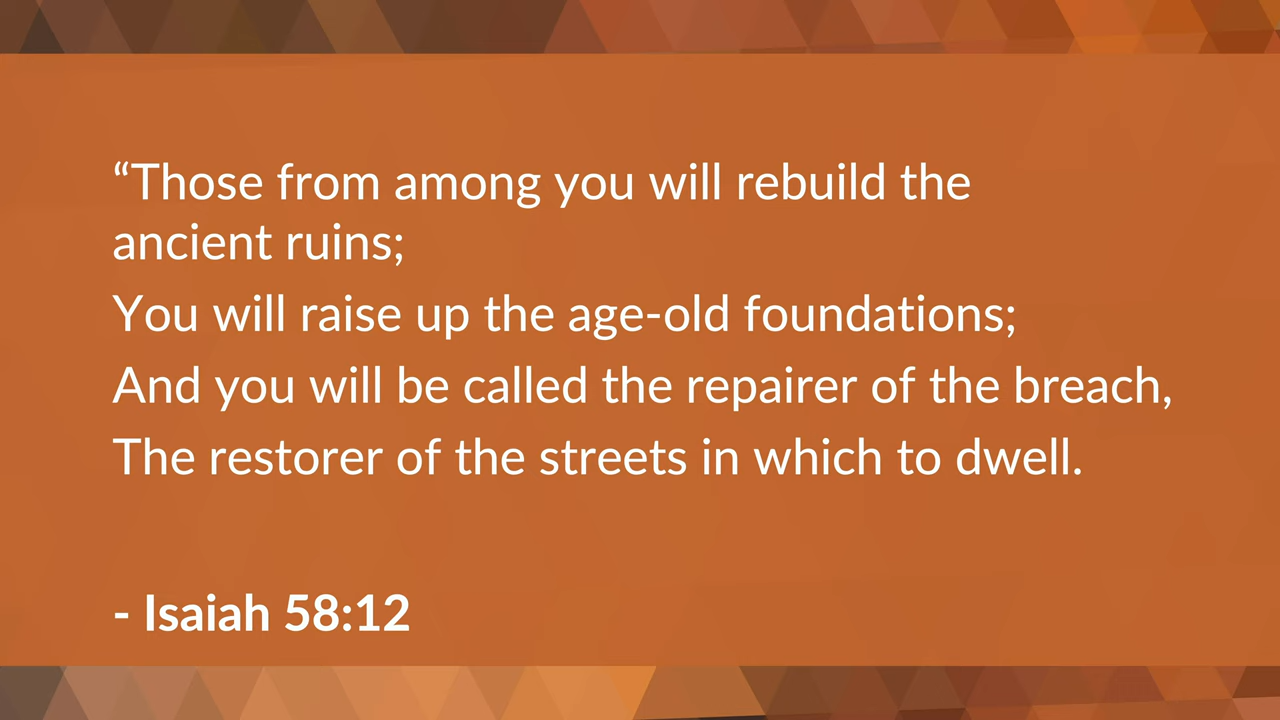 “Those from among you will rebuild the
ancient ruins;
You will raise up the age-old foundations;
And you will be called the repairer of the breach,
The restorer of the streets in which to dwell.
- Isaiah 58:12